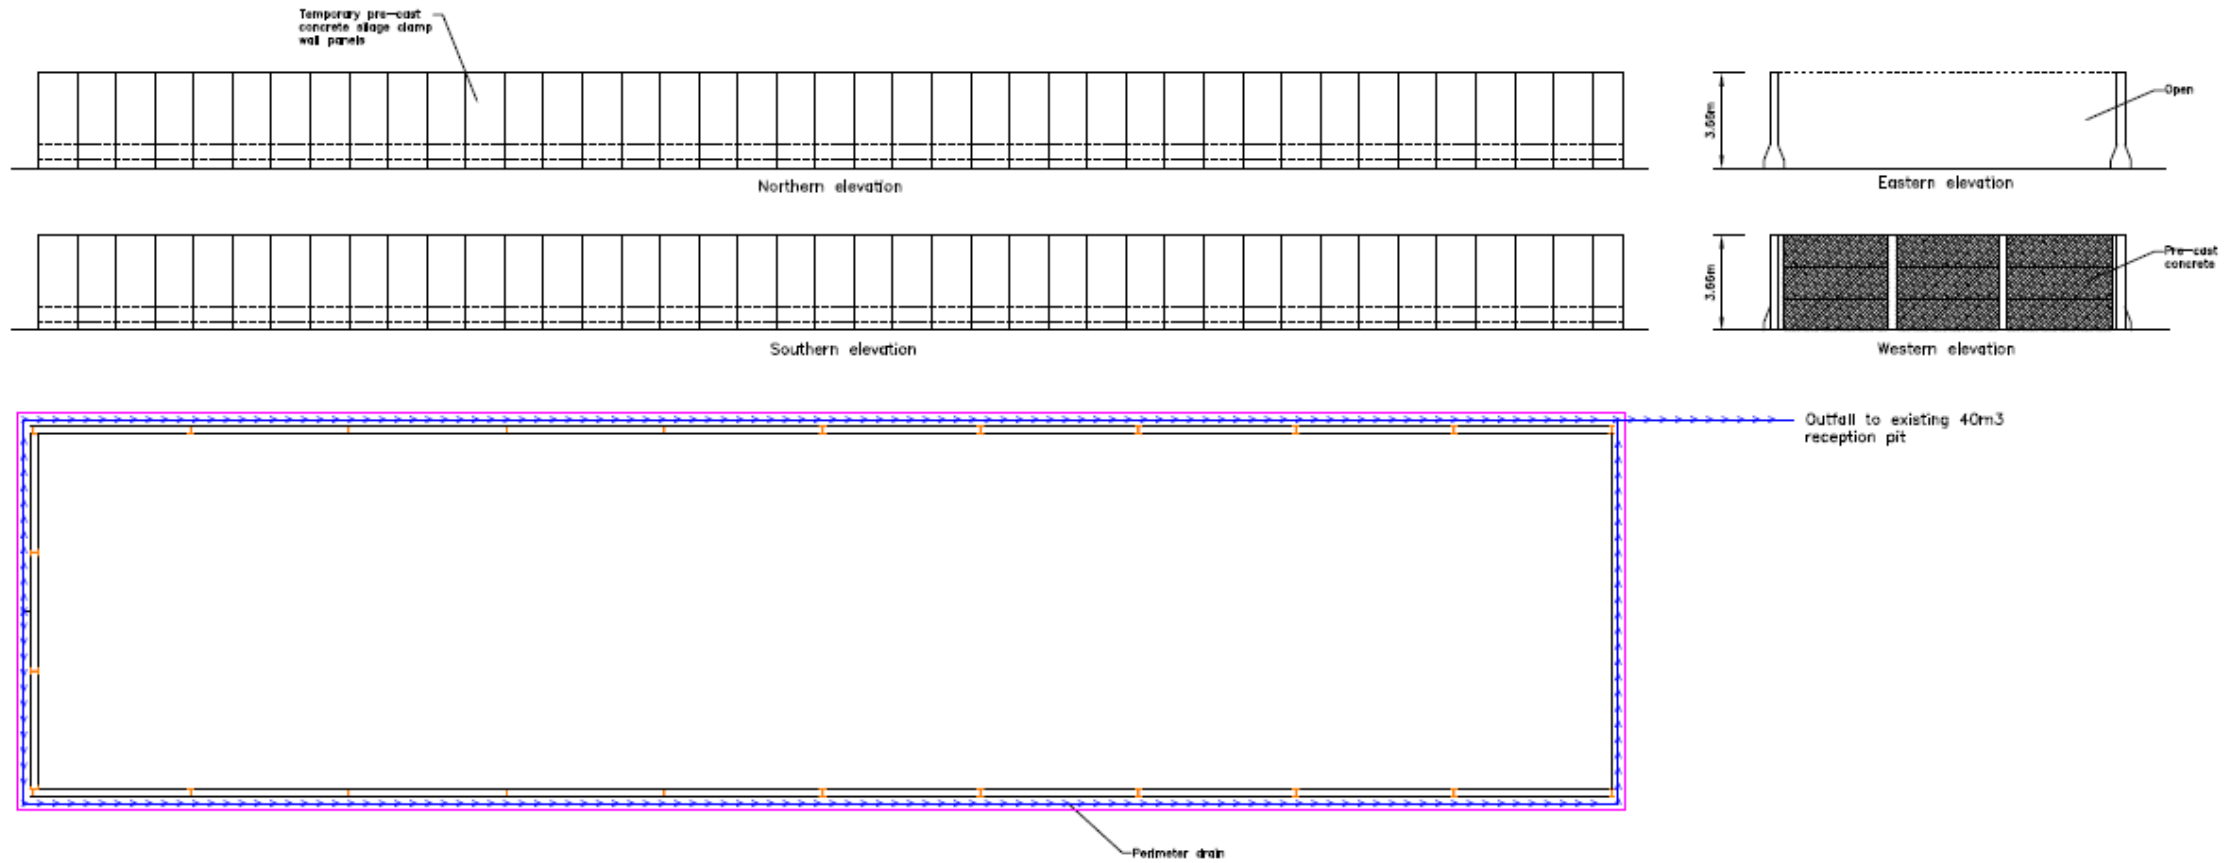 Temporary pre-cast
concrete silage clamp
wall panels
Northern elevation
3.66m
Open
Eastern elevation
Southern elevation
3.66m
Pre-cast
concrete
Western elevation
Outfall to existing 40m3
reception pit
Perimeter drain